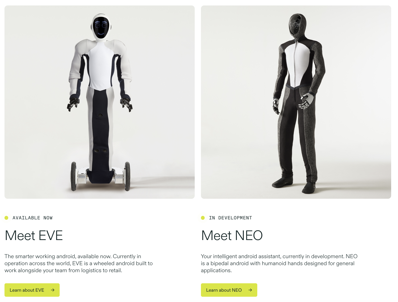 AVAILABLE NOW
Meet EVE
The smarter working android, available now. Currently in
operation across the world, EVE is a wheeled android built to
work alongside your team from logistics to retail.
Learn about EVE →
IN DEVELOPMENT
Meet NEO
Your intelligent android assistant, currently in development. NEO
is a bipedal android with humanoid hands designed for general
applications.
Learn about NEO →